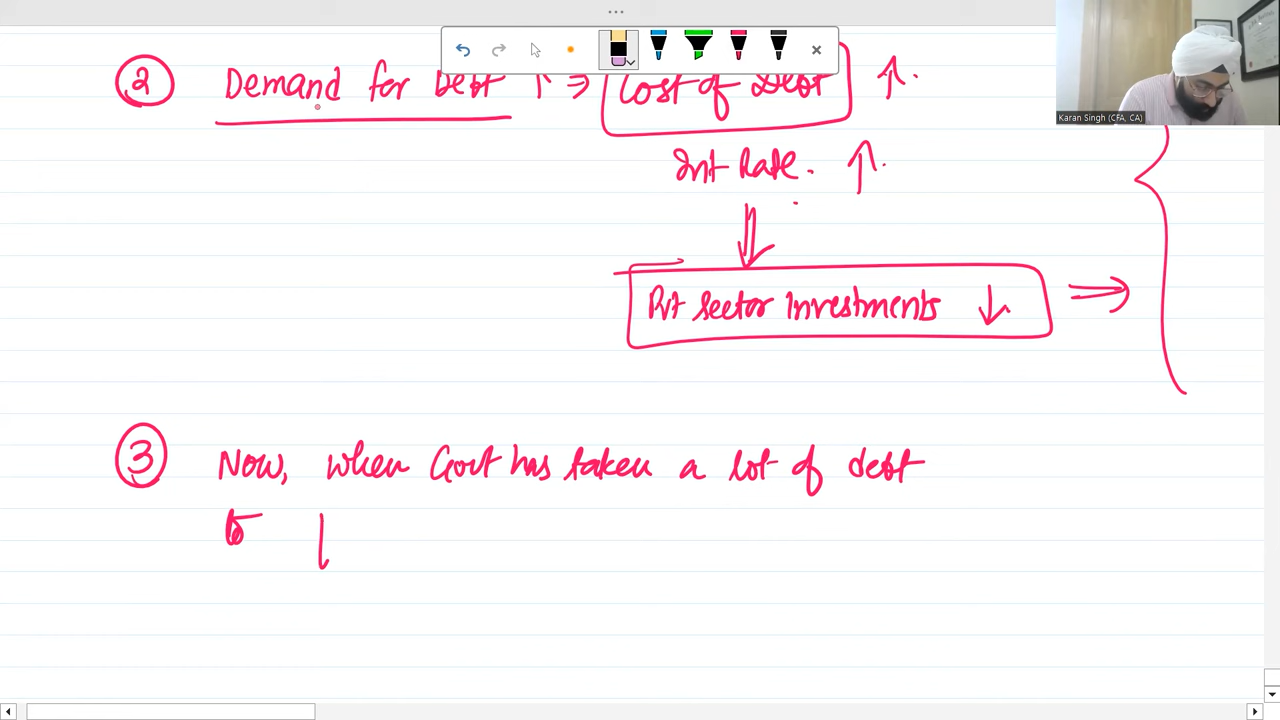 ② Demand for Debt ↑ ⇒ Cost of Debt ↑.
Int Rate. ↑.
Pvt Sector Investments ↓ ⇒
③ Now, when Govt has taken a lot of debt
to
Karan Singh (CFA, CA)